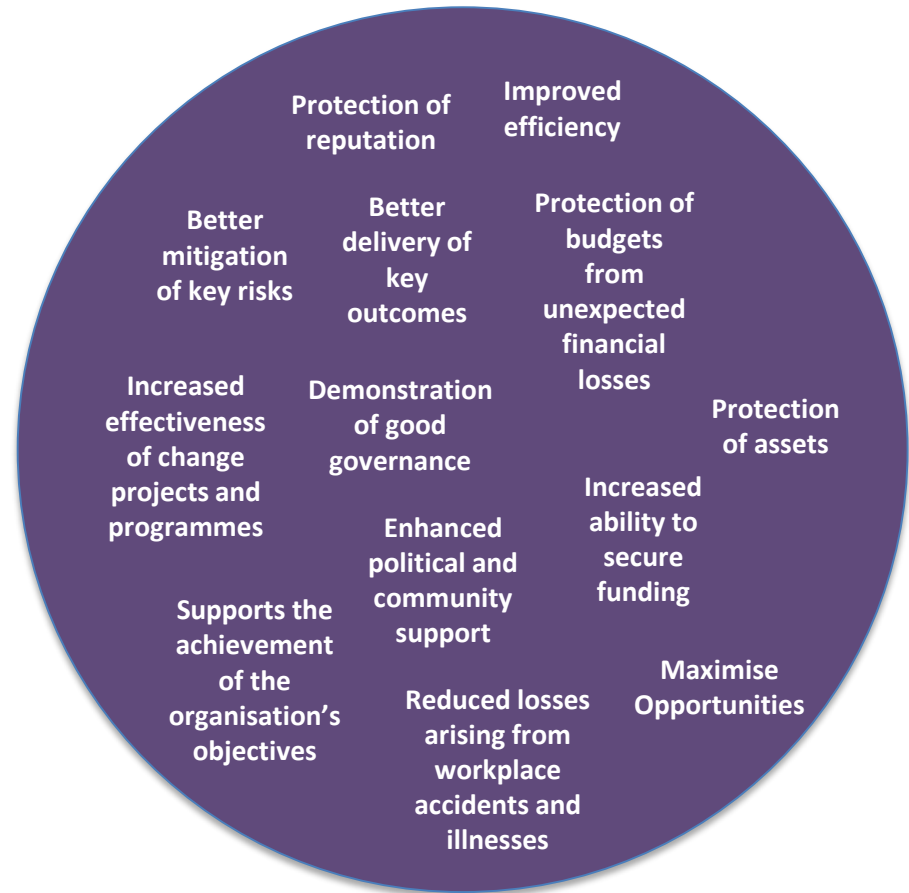 Protection of
reputation
Improved
efficiency
Better
mitigation
of key risks
Better
delivery of
key
outcomes
Protection of
budgets
from
unexpected
financial
losses
Increased
effectiveness
of change
projects and
programmes
Demonstration
of good
governance
Protection
of assets
Increased
ability to
secure
funding
Enhanced
political and
community
support
Supports the
achievement
of the
organisation’s
objectives
Reduced losses
arising from
workplace
accidents and
illnesses
Maximise
Opportunities